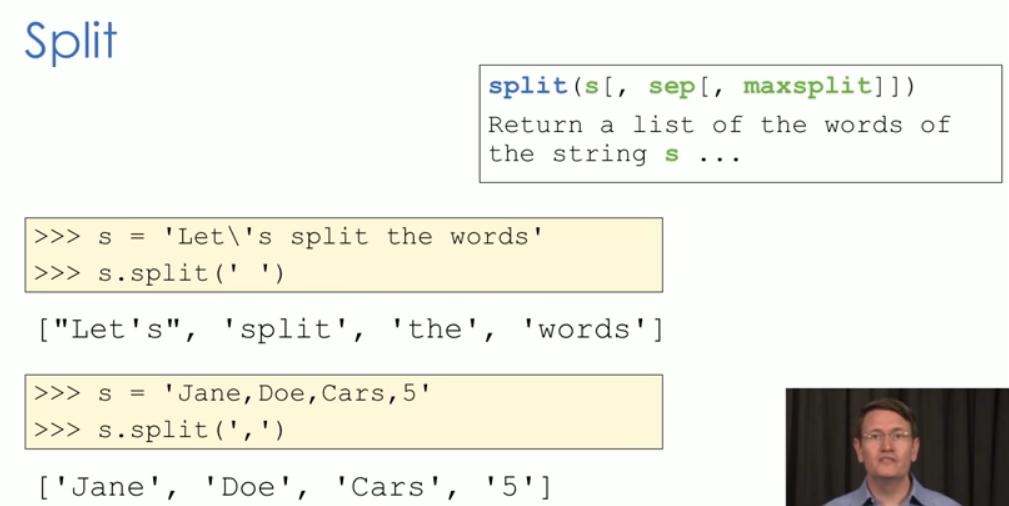 Split
split(s[, sep[, maxsplit]])
Return a list of the words of
the string s ...
>>> s = 'Let\'s split the words'
>>> s.split(' ')
["Let's", 'split', 'the', 'words']
>>> s = 'Jane,Doe,Cars,5'
>>> s.split(',')
['Jane', 'Doe', 'Cars', '5']